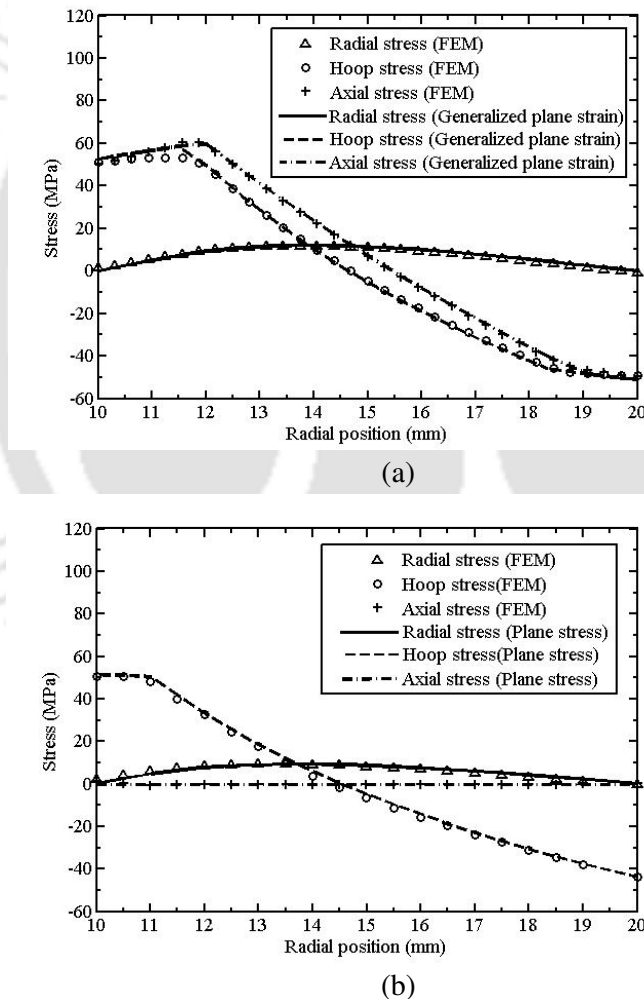 120
100
80
60
40
20
0
-20
-40
-60
Stress (MPa)
Radial stress (FEM)
Hoop stress (FEM)
Axial stress (FEM)
Radial stress (Generalized plane strain)
Hoop stress (Generalized plane strain)
Axial stress (Generalized plane strain)
10 11 12 13 14 15 16 17 18 19 20
Radial position (mm)
(a)
120
100
80
60
40
20
0
-20
-40
-60
Stress (MPa)
Radial stress (FEM)
Hoop stress(FEM)
Axial stress (FEM)
Radial stress (Plane stress)
Hoop stress(Plane stress)
Axial stress (Plane stress)
10 11 12 13 14 15 16 17 18 19 20
Radial position (mm)
(b)